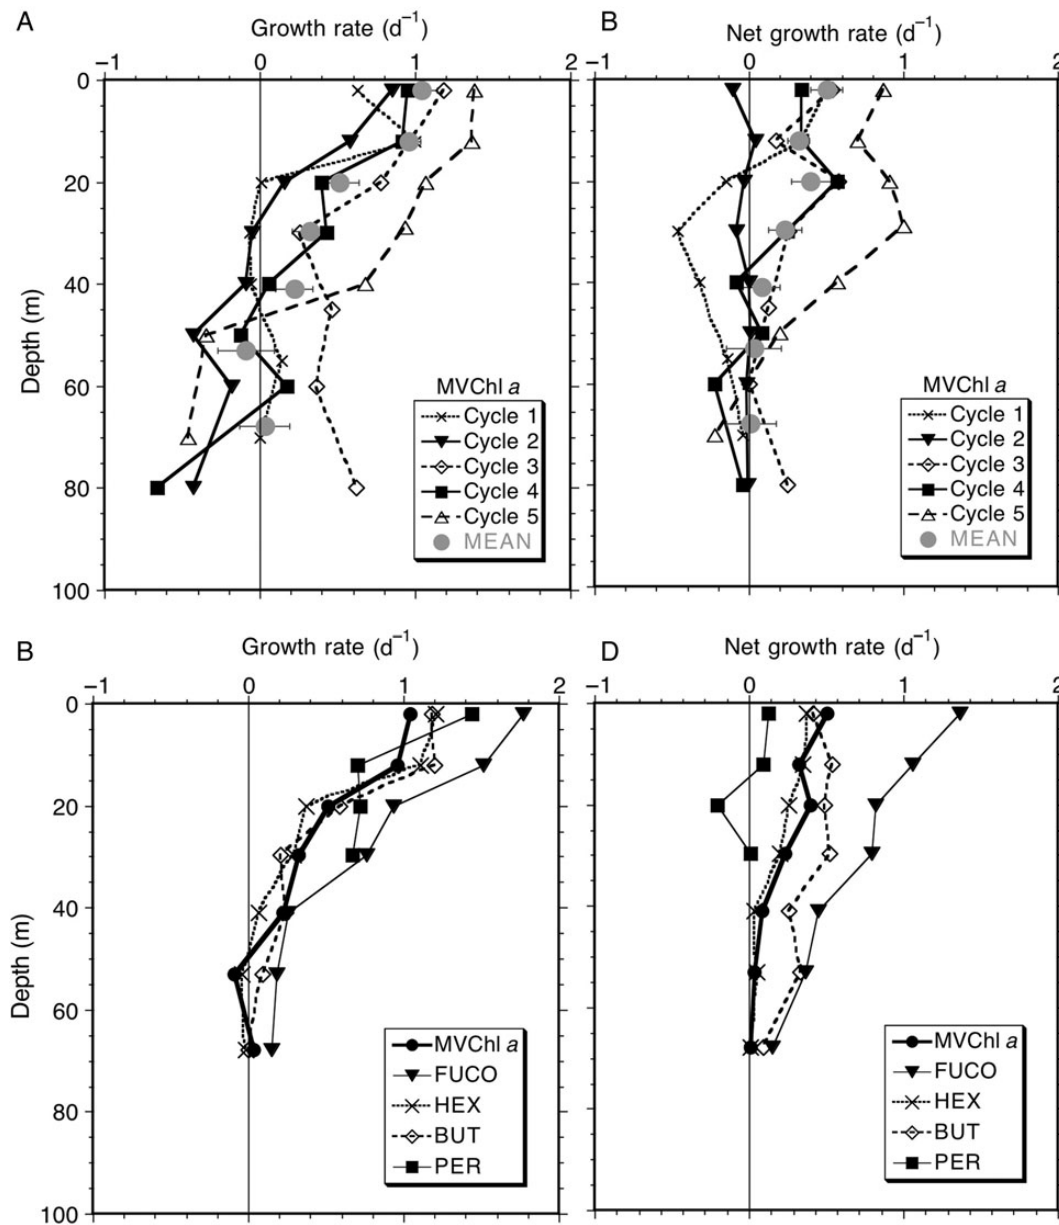 A
Growth rate (d⁻¹)
−1 0 1 2
0
20
40
60
80
100
Depth (m)
MVChl a
Cycle 1
Cycle 2
Cycle 3
Cycle 4
Cycle 5
MEAN
B
Net growth rate (d⁻¹)
−1 0 1 2
MVChl a
Cycle 1
Cycle 2
Cycle 3
Cycle 4
Cycle 5
MEAN
B
Growth rate (d⁻¹)
−1 0 1 2
0
20
40
60
80
100
Depth (m)
MVChl a
FUCO
HEX
BUT
PER
D
Net growth rate (d⁻¹)
−1 0 1 2
MVChl a
FUCO
HEX
BUT
PER